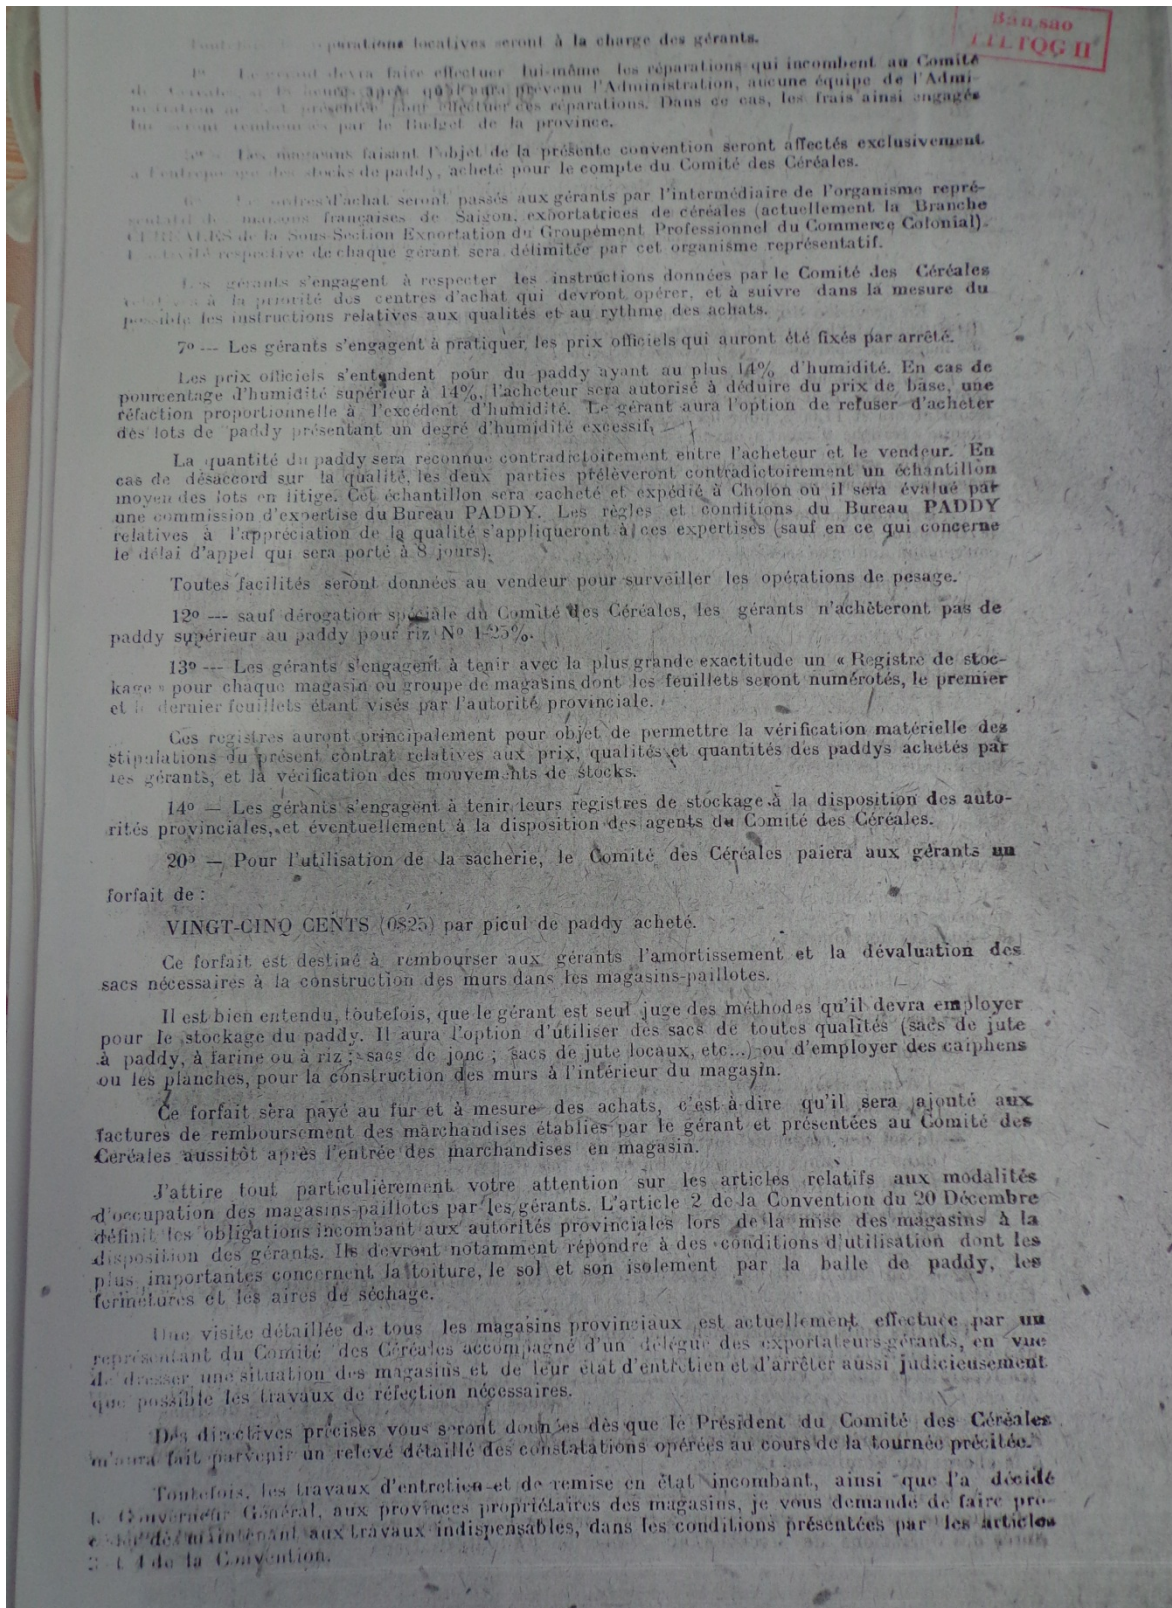 Bản sao
TTLTQG II
réparations locatives seront à la charge des gérants.
Le gérant devra faire effectuer lui-même les réparations qui incombent au Comité
après qu'il aura prévenu l'Administration, aucune équipe de l'Admi-
nistration présentée pour effectuer ces réparations. Dans ce cas, les frais ainsi engagés
lui seront remboursés par le Budget de la province.
Les magasins faisant l'objet de la présente convention seront affectés exclusivement
à l'entreposage des stocks de paddy, acheté pour le compte du Comité des Céréales.
ordres d'achat seront passés aux gérants par l'intermédiaire de l'organisme repré-
sentatif des maisons françaises de Saigon, exportatrices de céréales (actuellement la Branche
CEREALES de la Sous-Section Exportation du Groupement Professionnel du Commerce Colonial).
respective de chaque gérant sera délimitée par cet organisme représentatif.
Les gérants s'engagent à respecter les instructions données par le Comité des Céréales
à la priorité des centres d'achat qui devront opérer, et à suivre dans la mesure du
possible les instructions relatives aux qualités et au rythme des achats.
7º --- Les gérants s'engagent à pratiquer les prix officiels qui auront été fixés par arrêté.
Les prix officiels s'entendent pour du paddy ayant au plus 14% d'humidité. En cas de
pourcentage d'humidité supérieur à 14%, l'acheteur sera autorisé à déduire du prix de base, une
réfaction proportionnelle à l'excédent d'humidité. Le gérant aura l'option de refuser d'acheter
des lots de paddy présentant un degré d'humidité excessif.
La quantité du paddy sera reconnue contradictoirement entre l'acheteur et le vendeur. En
cas de désaccord sur la qualité, les deux parties prélèveront contradictoirement un échantillon
moyen des lots en litige. Cet échantillon sera cacheté et expédié à Cholon où il sera évalué par
une commission d'expertise du Bureau PADDY. Les règles et conditions du Bureau PADDY
relatives à l'appréciation de la qualité s'appliqueront à ces expertises (sauf en ce qui concerne
le délai d'appel qui sera porté à 8 jours).
Toutes facilités seront données au vendeur pour surveiller les opérations de pesage.
12º --- sauf dérogation spéciale du Comité des Céréales, les gérants n'achèteront pas de
paddy supérieur au paddy pour riz Nº 1-25%.
13º --- Les gérants s'engagent à tenir avec la plus grande exactitude un « Registre de stoc-
kage » pour chaque magasin ou groupe de magasins dont les feuillets seront numérotés, le premier
et le dernier feuillets étant visés par l'autorité provinciale.
Ces registres auront principalement pour objet de permettre la vérification matérielle des
stipulations du présent contrat relatives aux prix, qualités et quantités des paddys achetés par
les gérants, et la vérification des mouvements de stocks.
14º — Les gérants s'engagent à tenir leurs registres de stockage à la disposition des auto-
rités provinciales, et éventuellement à la disposition des agents du Comité des Céréales.
20º — Pour l'utilisation de la sacherie, le Comité des Céréales paiera aux gérants un
forfait de :
VINGT-CINQ CENTS (0$25) par picul de paddy acheté.
Ce forfait est destiné à rembourser aux gérants l'amortissement et la dévaluation des
sacs nécessaires à la construction des murs dans les magasins-paillotes.
Il est bien entendu, toutefois, que le gérant est seul juge des méthodes qu'il devra employer
pour le stockage du paddy. Il aura l'option d'utiliser des sacs de toutes qualités (sacs de jute
à paddy, à farine ou à riz ; sacs de jonc ; sacs de jute locaux, etc...) ou d'employer des caiphens
ou les planches, pour la construction des murs à l'intérieur du magasin.
Ce forfait sera payé au fur et à mesure des achats, c'est-à-dire qu'il sera ajouté aux
factures de remboursement des marchandises établies par le gérant et présentées au Comité des
Céréales aussitôt après l'entrée des marchandises en magasin.
J'attire tout particulièrement votre attention sur les articles relatifs aux modalités
d'occupation des magasins-paillotes par les gérants. L'article 2 de la Convention du 20 Décembre
définit les obligations incombant aux autorités provinciales lors de la mise des magasins à la
disposition des gérants. Ils devront notamment répondre à des conditions d'utilisation dont les
plus importantes concernent la toiture, le sol et son isolement par la balle de paddy, les
fermetures et les aires de séchage.
Une visite détaillée de tous les magasins provinciaux est actuellement effectuée par un
représentant du Comité des Céréales accompagné d'un délégué des exportateurs-gérants, en vue
de dresser une situation des magasins et de leur état d'entretien et d'arrêter aussi judicieusement
que possible les travaux de réfection nécessaires.
Des directives précises vous seront données dès que le Président du Comité des Céréales
m'aura fait parvenir un relevé détaillé des constatations opérées au cours de la tournée précitée.
Toutefois, les travaux d'entretien et de remise en état incombant, ainsi que l'a décidé
le Gouverneur Général, aux provinces propriétaires des magasins, je vous demande de faire pro-
céder dès maintenant aux travaux indispensables, dans les conditions présentées par les articles
et 4 de la Convention.